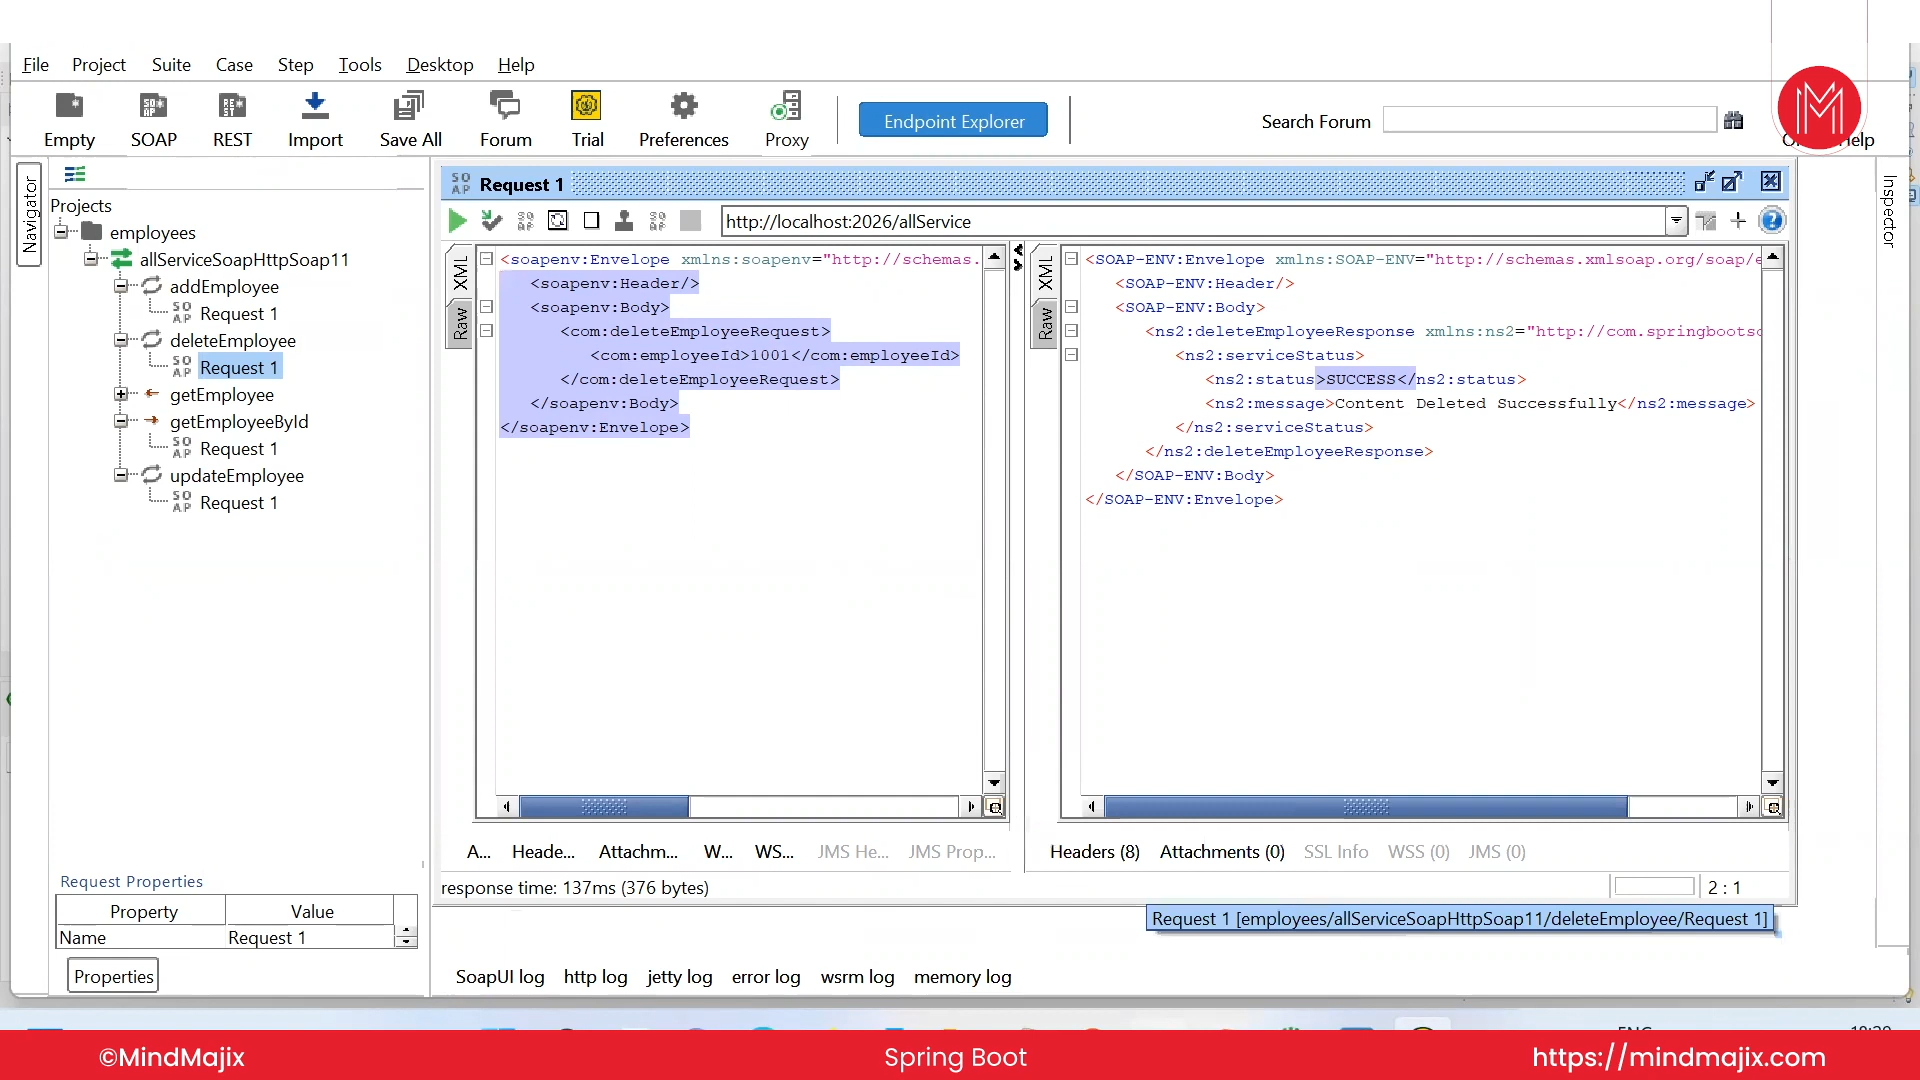 File Project Suite Case Step Tools Desktop Help
Empty SOAP REST Import Save All Forum Trial Preferences Proxy Endpoint Explorer Search Forum
Navigator
Projects
employees
allServiceSoapHttpSoap11
addEmployee
Request 1
deleteEmployee
Request 1
getEmployee
getEmployeeById
Request 1
updateEmployee
Request 1
Request Properties
Property Value
Name Request 1
Properties
Request 1
http://localhost:2026/allService
XML
Raw
<soapenv:Envelope xmlns:soapenv="http://schemas.
<soapenv:Header/>
<soapenv:Body>
<com:deleteEmployeeRequest>
<com:employeeId>1001</com:employeeId>
</com:deleteEmployeeRequest>
</soapenv:Body>
</soapenv:Envelope>
A... Heade... Attachm... W... WS... JMS He... JMS Prop...
XML
Raw
<SOAP-ENV:Envelope xmlns:SOAP-ENV="http://schemas.xmlsoap.org/soap/e
<SOAP-ENV:Header/>
<SOAP-ENV:Body>
<ns2:deleteEmployeeResponse xmlns:ns2="http://com.springbootso
<ns2:serviceStatus>
<ns2:status>SUCCESS</ns2:status>
<ns2:message>Content Deleted Successfully</ns2:message>
</ns2:serviceStatus>
</ns2:deleteEmployeeResponse>
</SOAP-ENV:Body>
</SOAP-ENV:Envelope>
Headers (8) Attachments (0) SSL Info WSS (0) JMS (0)
response time: 137ms (376 bytes) 2 : 1
Request 1 [employees/allServiceSoapHttpSoap11/deleteEmployee/Request 1]
SoapUI log http log jetty log error log wsrm log memory log
Inspector
©MindMajix Spring Boot https://mindmajix.com